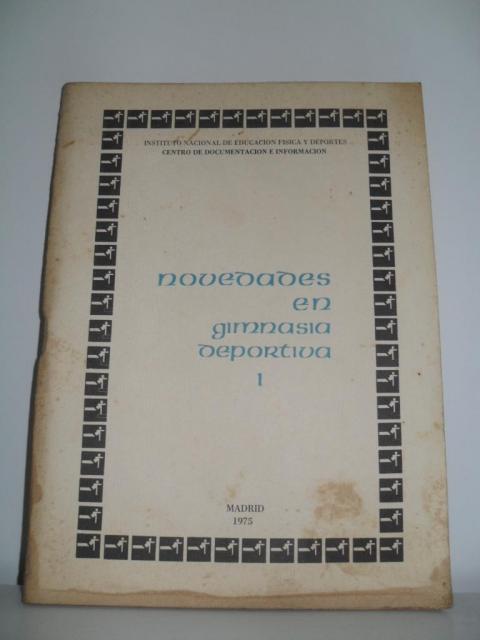 INSTITUTO NACIONAL DE EDUCACION FISICA Y DEPORTES
CENTRO DE DOCUMENTACION E INFORMACION
novedades
en
gimnasia
deportiva
1
MADRID
1975